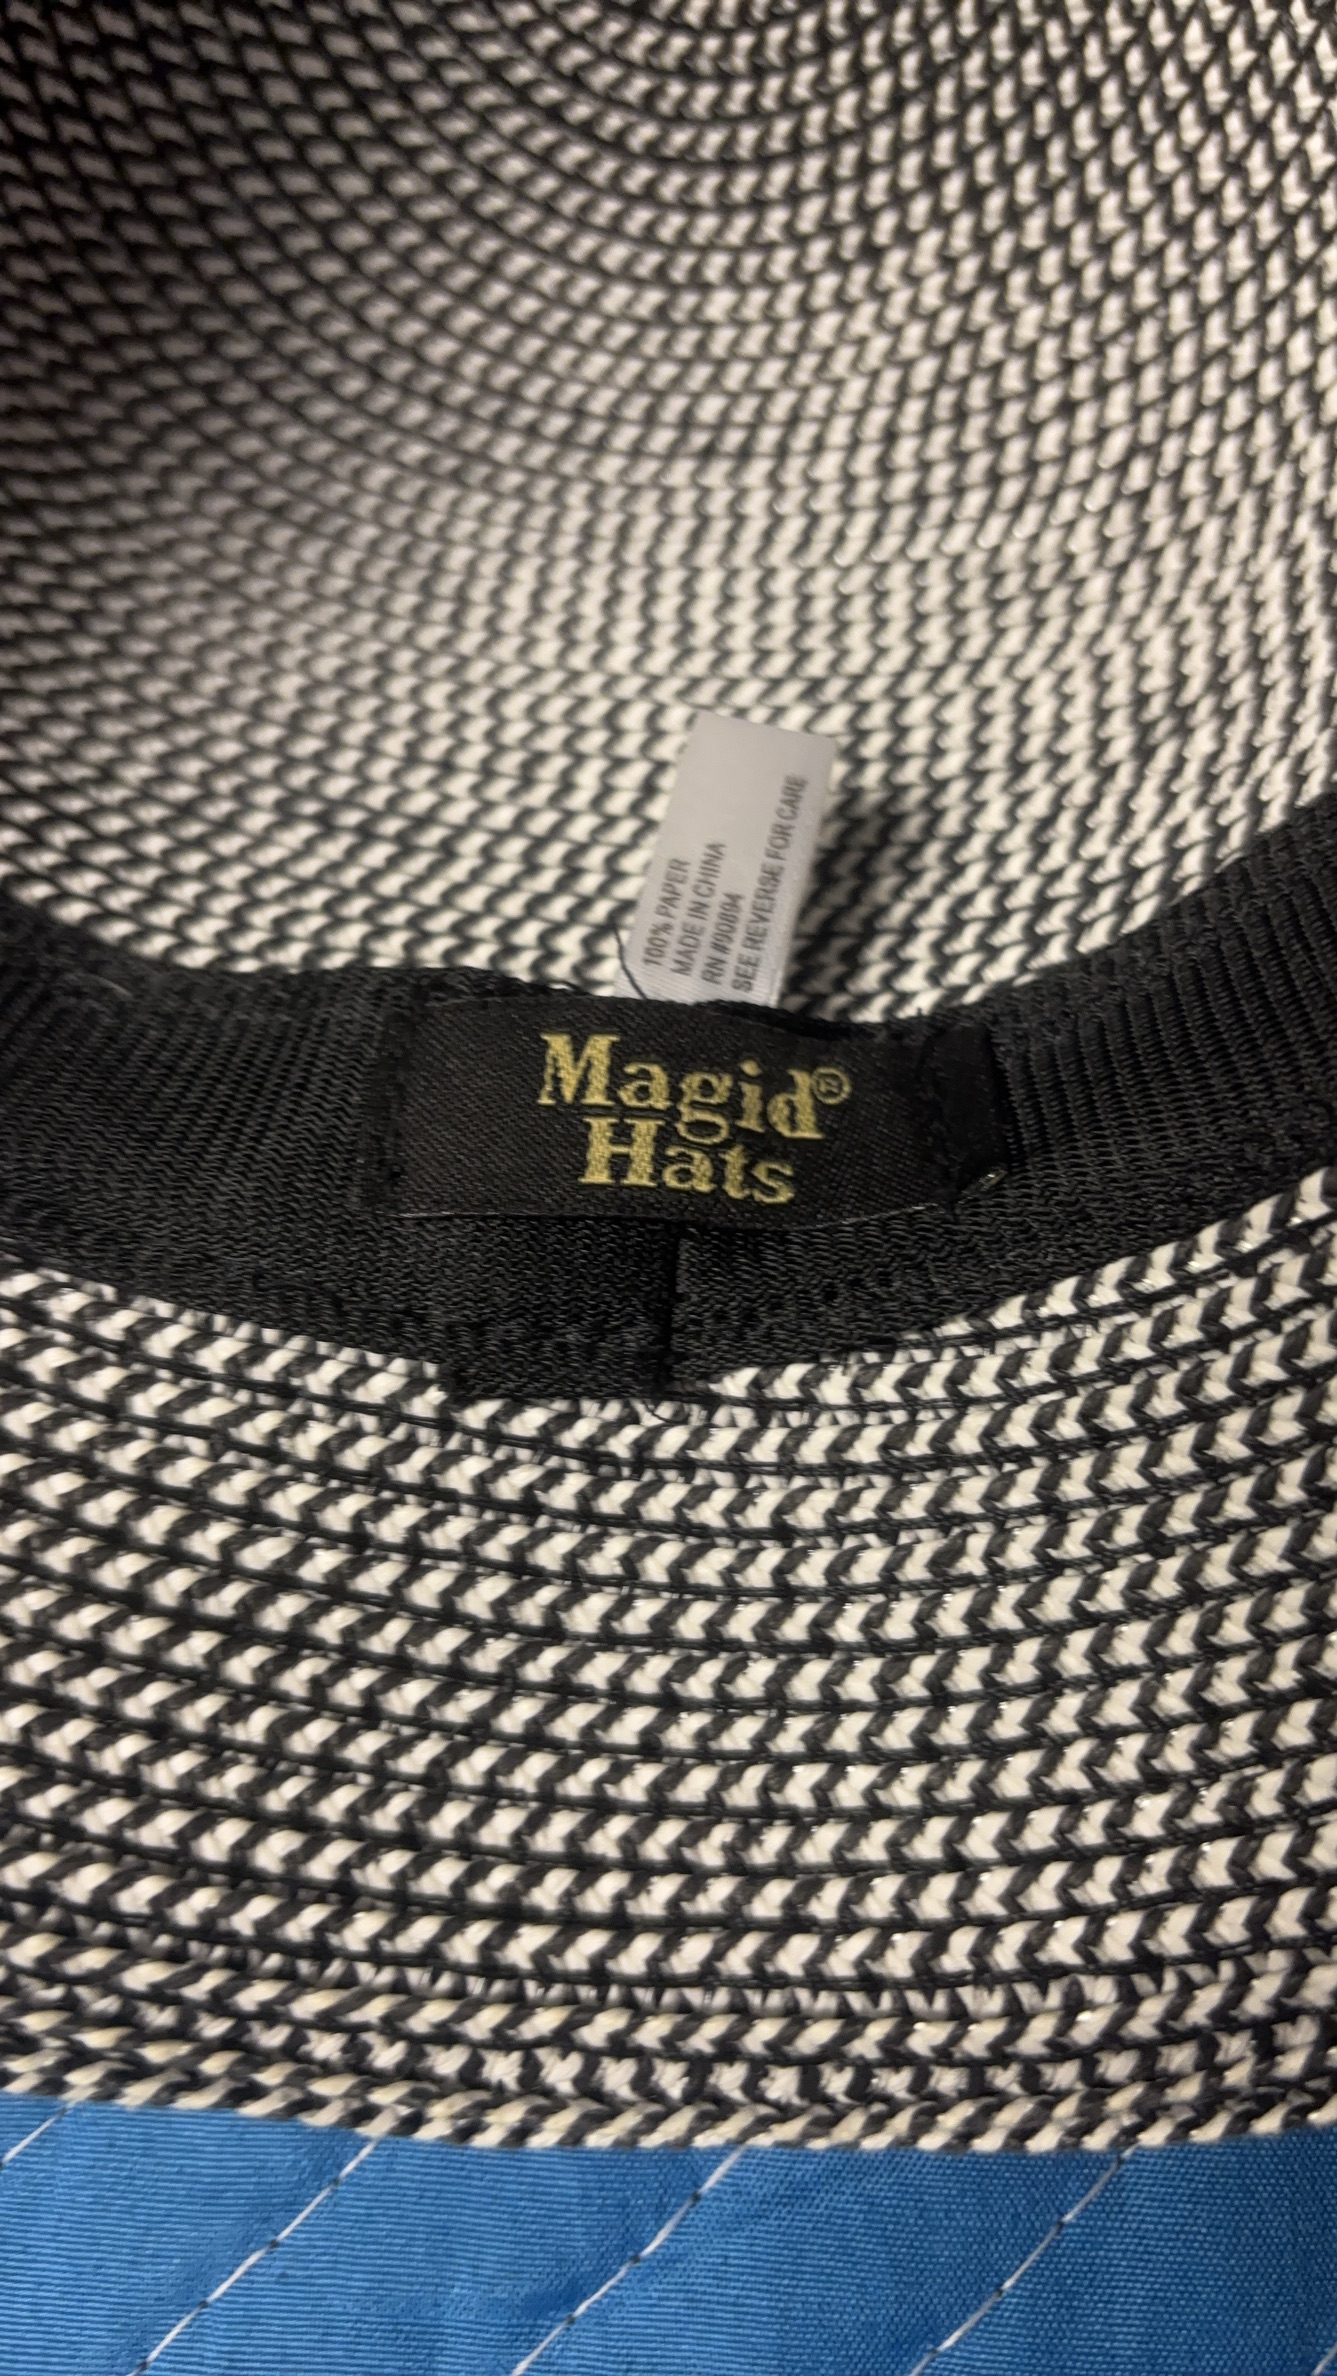 100% PAPER
MADE IN CHINA
RN #90894
SEE REVERSE FOR CARE
Magid®
Hats